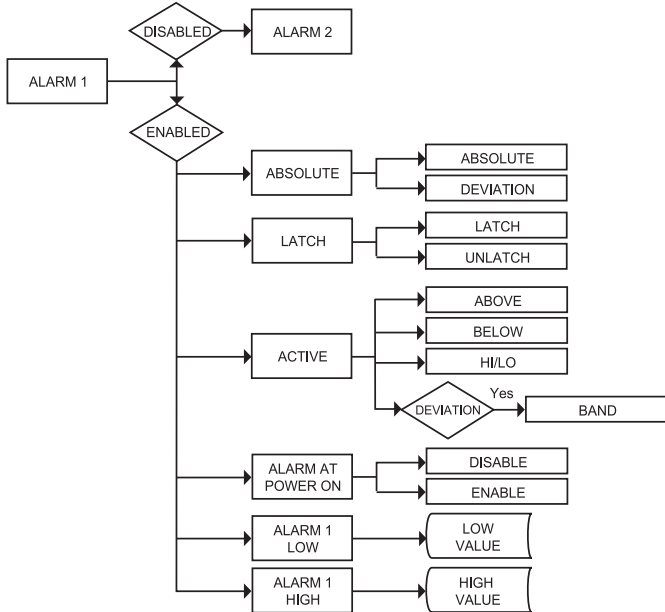 DISABLED
ALARM 2
ALARM 1
ENABLED
ABSOLUTE
ABSOLUTE
DEVIATION
LATCH
LATCH
UNLATCH
ACTIVE
ABOVE
BELOW
HI/LO
DEVIATION
Yes
BAND
ALARM AT
POWER ON
DISABLE
ENABLE
ALARM 1
LOW
LOW
VALUE
ALARM 1
HIGH
HIGH
VALUE